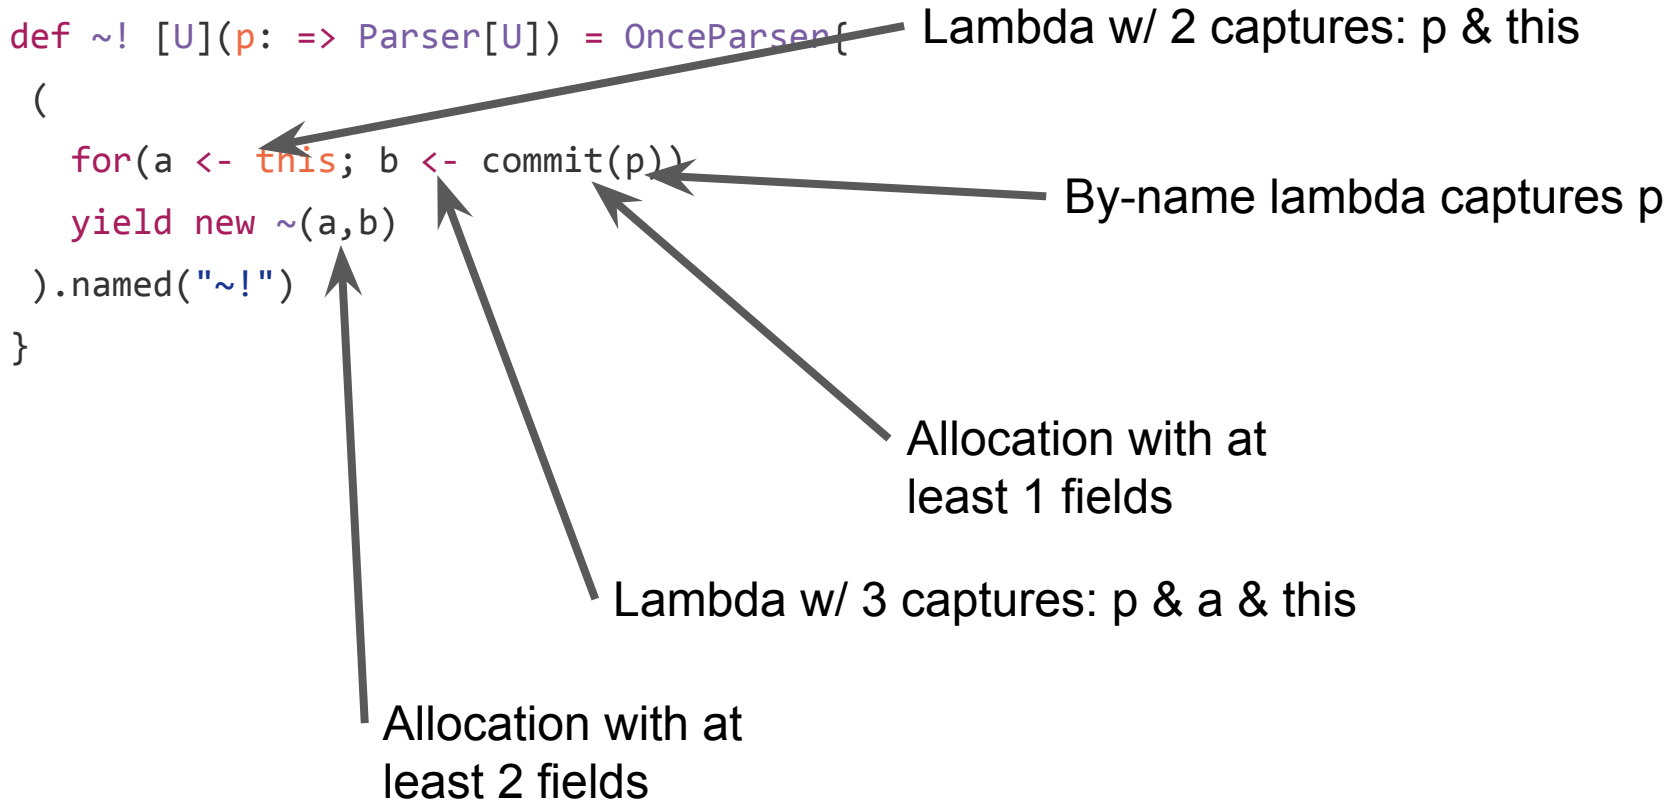 def ~! [U](p: => Parser[U]) = OnceParser{
(
for(a <- this; b <- commit(p))
yield new ~(a,b)
).named("~!")
}
Lambda w/ 2 captures: p & this
By-name lambda captures p
Allocation with at
least 1 fields
Lambda w/ 3 captures: p & a & this
Allocation with at
least 2 fields